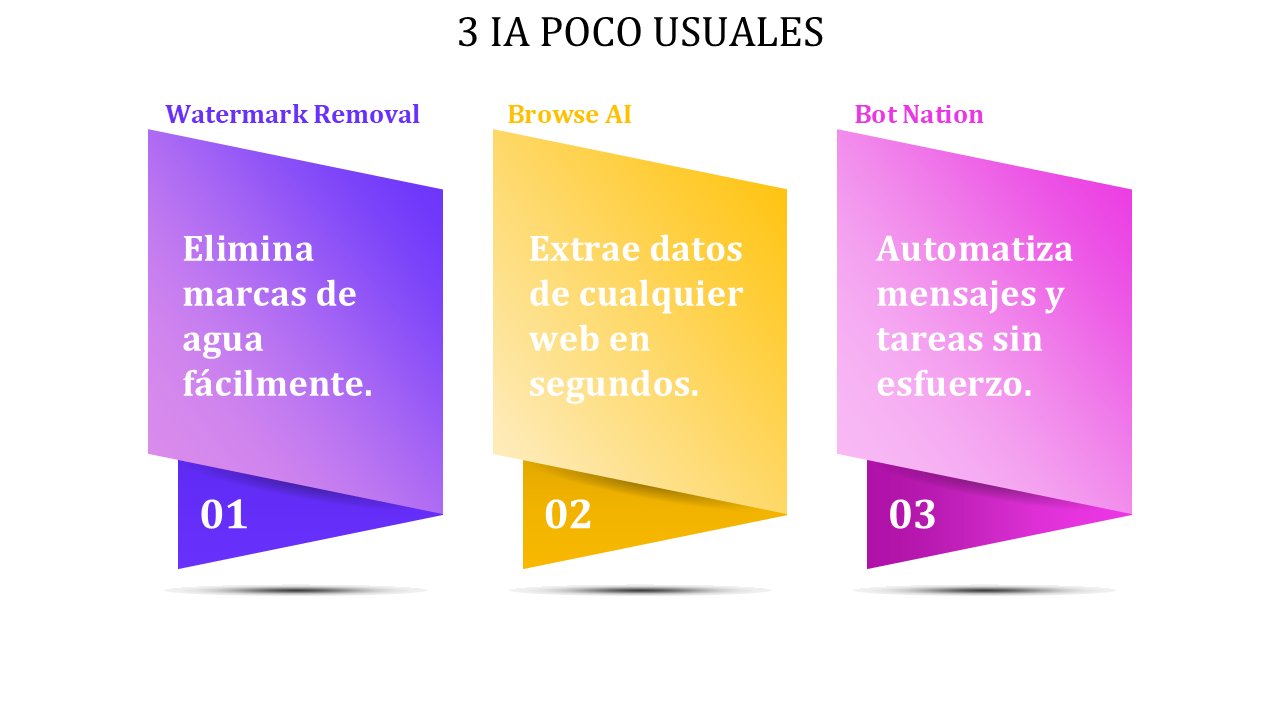 3 IA POCO USUALES
Watermark Removal
Elimina
marcas de
agua
fácilmente.
01
Browse AI
Extrae datos
de cualquier
web en
segundos.
02
Bot Nation
Automatiza
mensajes y
tareas sin
esfuerzo.
03